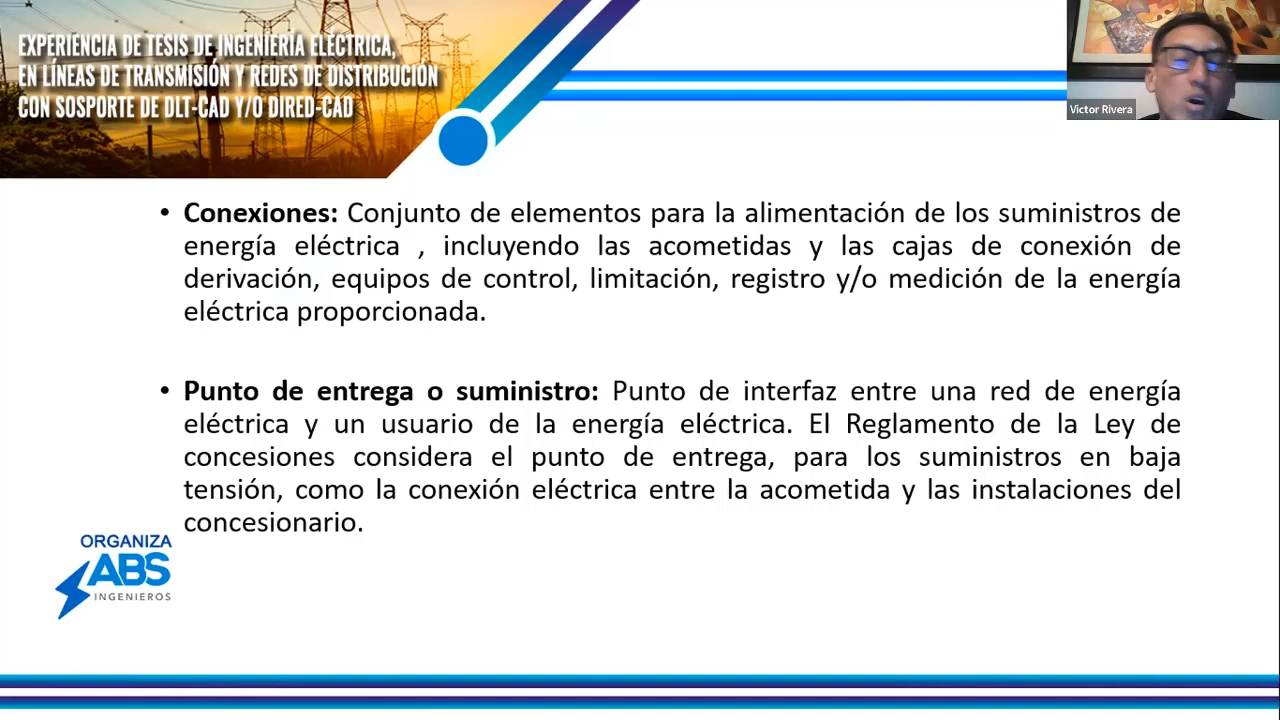 EXPERIENCIA DE TESIS DE INGENIERÍA ELÉCTRICA,
EN LÍNEAS DE TRANSMISIÓN Y REDES DE DISTRIBUCIÓN
CON SOSPORTE DE DLT-CAD Y/O DIRED-CAD
Victor Rivera
• Conexiones: Conjunto de elementos para la alimentación de los suministros de
energía eléctrica , incluyendo las acometidas y las cajas de conexión de
derivación, equipos de control, limitación, registro y/o medición de la energía
eléctrica proporcionada.
• Punto de entrega o suministro: Punto de interfaz entre una red de energía
eléctrica y un usuario de la energía eléctrica. El Reglamento de la Ley de
concesiones considera el punto de entrega, para los suministros en baja
tensión, como la conexión eléctrica entre la acometida y las instalaciones del
concesionario.
ORGANIZA
ABS
INGENIEROS